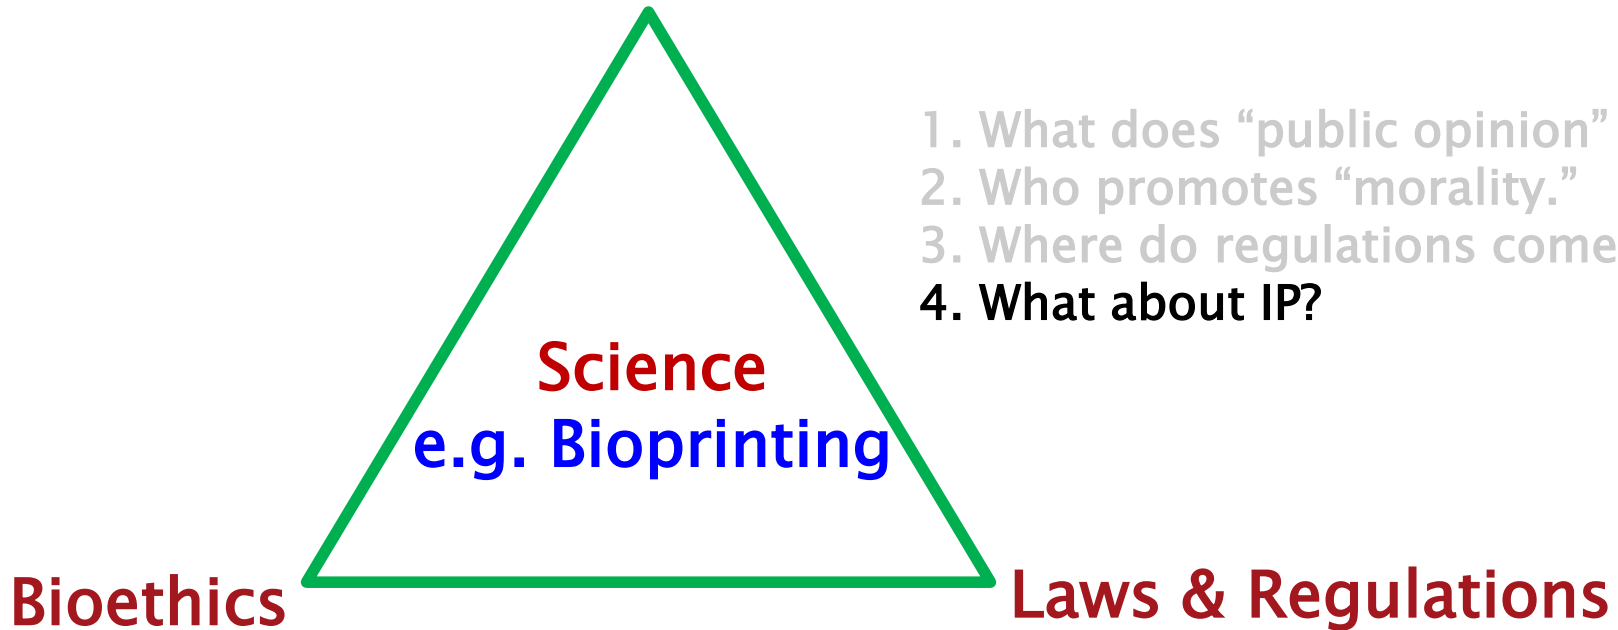 1. What does “public opinion”
2. Who promotes “morality.”
3. Where do regulations come
4. What about IP?
Science
e.g. Bioprinting
Bioethics
Laws & Regulations